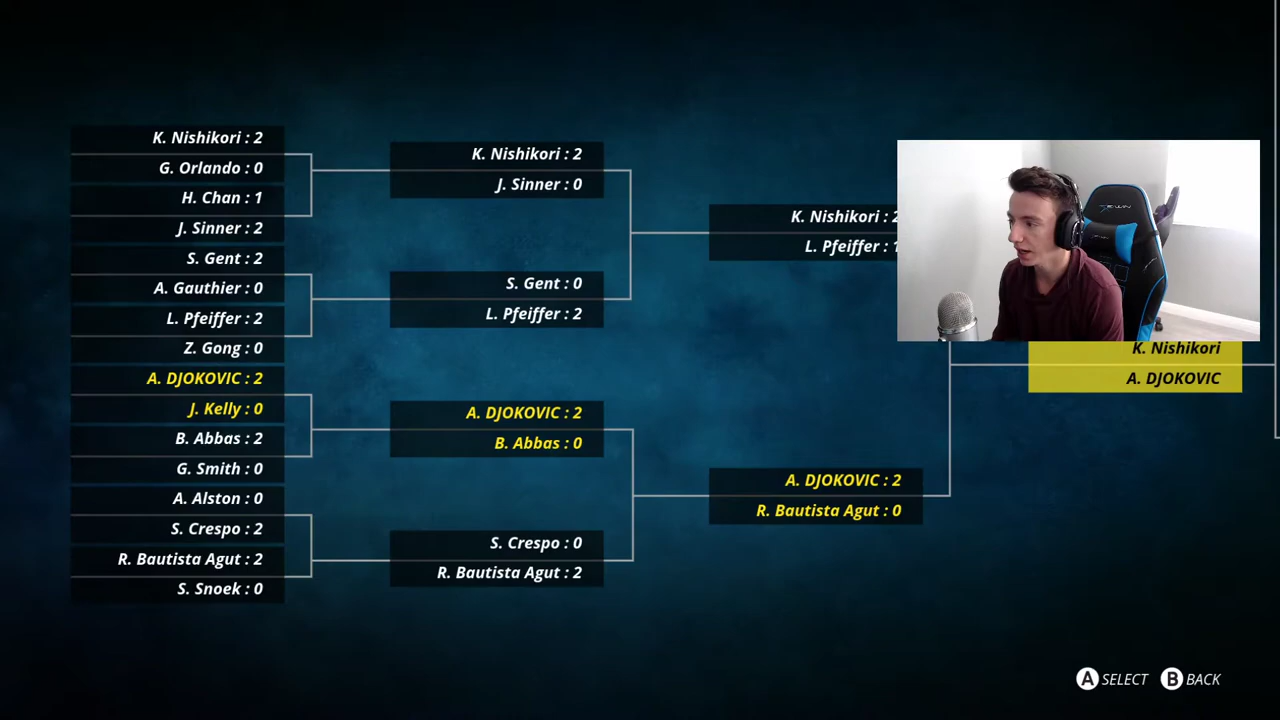 K. Nishikori : 2
G. Orlando : 0
H. Chan : 1
J. Sinner : 2
S. Gent : 2
A. Gauthier : 0
L. Pfeiffer : 2
Z. Gong : 0
A. DJOKOVIC : 2
J. Kelly : 0
B. Abbas : 2
G. Smith : 0
A. Alston : 0
S. Crespo : 2
R. Bautista Agut : 2
S. Snoek : 0
K. Nishikori : 2
J. Sinner : 0
S. Gent : 0
L. Pfeiffer : 2
A. DJOKOVIC : 2
B. Abbas : 0
S. Crespo : 0
R. Bautista Agut : 2
K. Nishikori : 2
L. Pfeiffer : 1
A. DJOKOVIC : 2
R. Bautista Agut : 0
K. Nishikori
A. DJOKOVIC
A SELECT B BACK